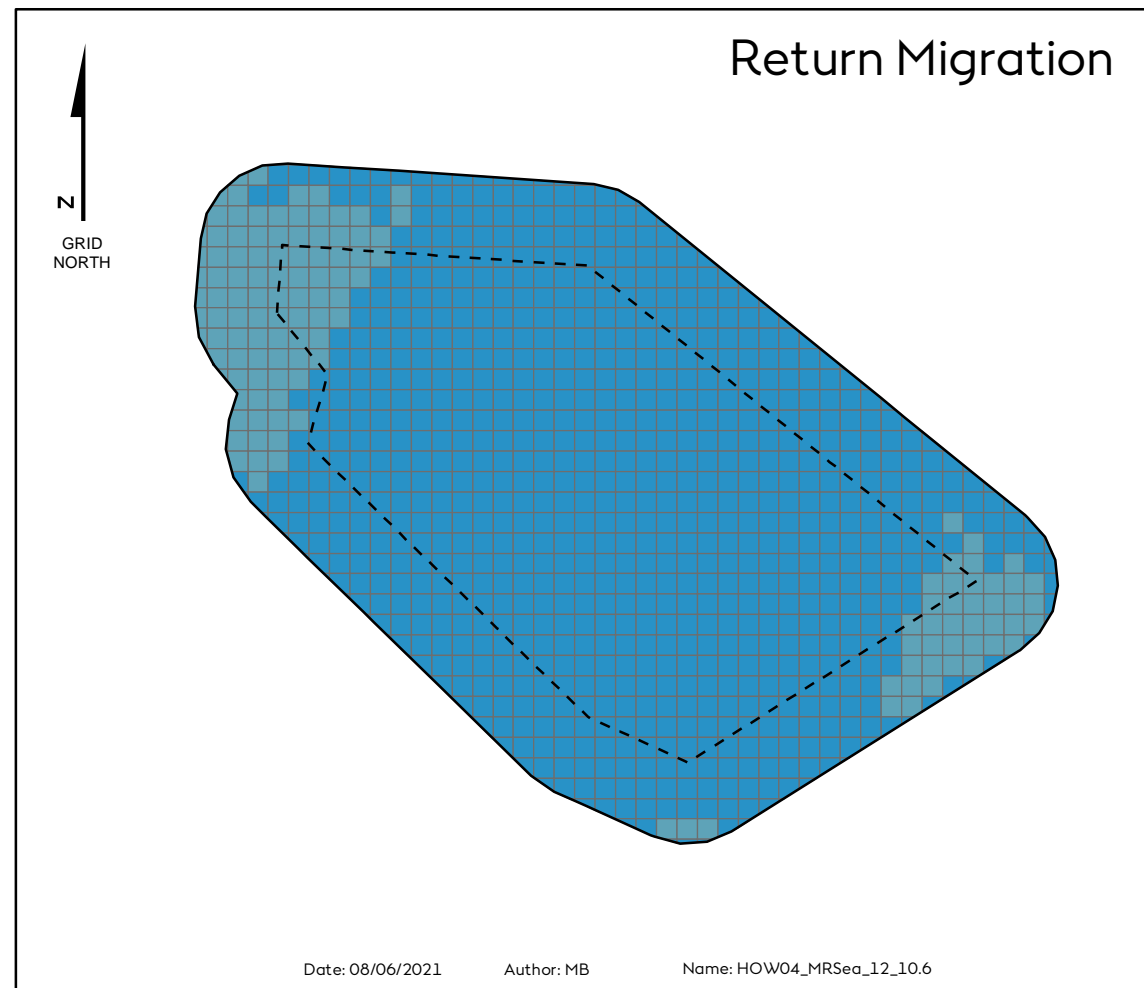 Return Migration
N
GRID
NORTH
Date: 08/06/2021 Author: MB Name: HOW04_MRSea_12_10.6